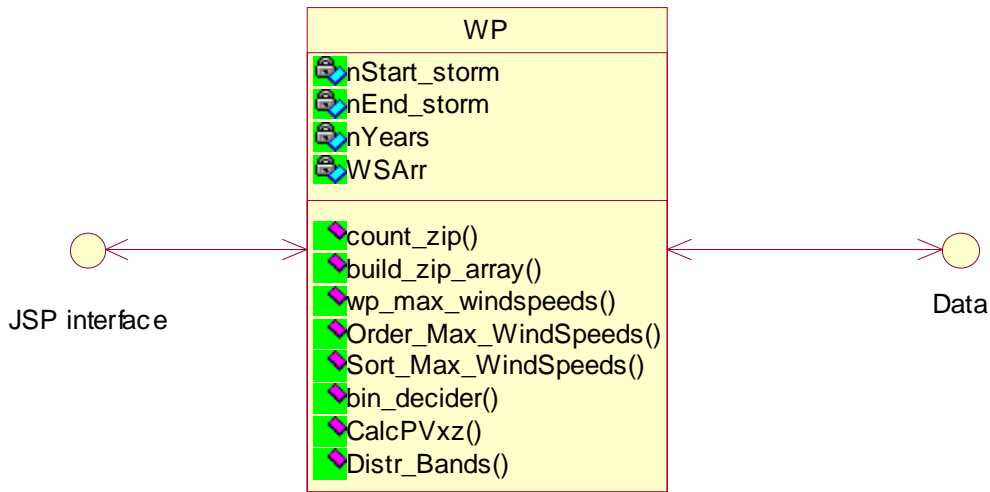 WP
nStart_storm
nEnd_storm
nYears
WSArr
count_zip()
build_zip_array()
wp_max_windspeeds()
Order_Max_WindSpeeds()
Sort_Max_WindSpeeds()
bin_decider()
CalcPVxz()
Distr_Bands()
JSP interface
Data